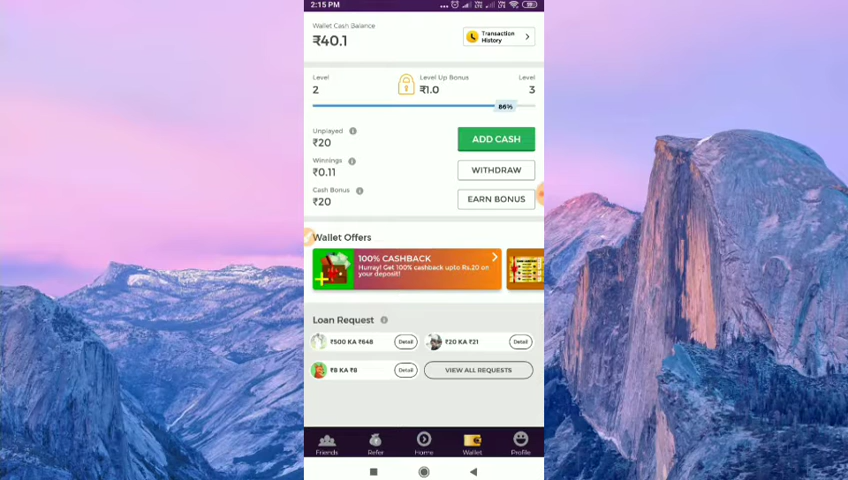 2:15 PM
Wallet Cash Balance
₹40.1
Transaction
History
Level
Level Up Bonus
Level
2
₹1.0
3
86%
Unplayed
₹20
ADD CASH
Winnings
₹0.11
WITHDRAW
Cash Bonus
₹20
EARN BONUS
Wallet Offers
100% CASHBACK
Hurray! Get 100% cashback upto Rs.20 on
your deposit!
Loan Request
₹500 KA ₹648
Detail
₹20 KA ₹21
Detail
₹8 KA ₹8
Detail
VIEW ALL REQUESTS
Friends
Refer
Home
Wallet
Profile